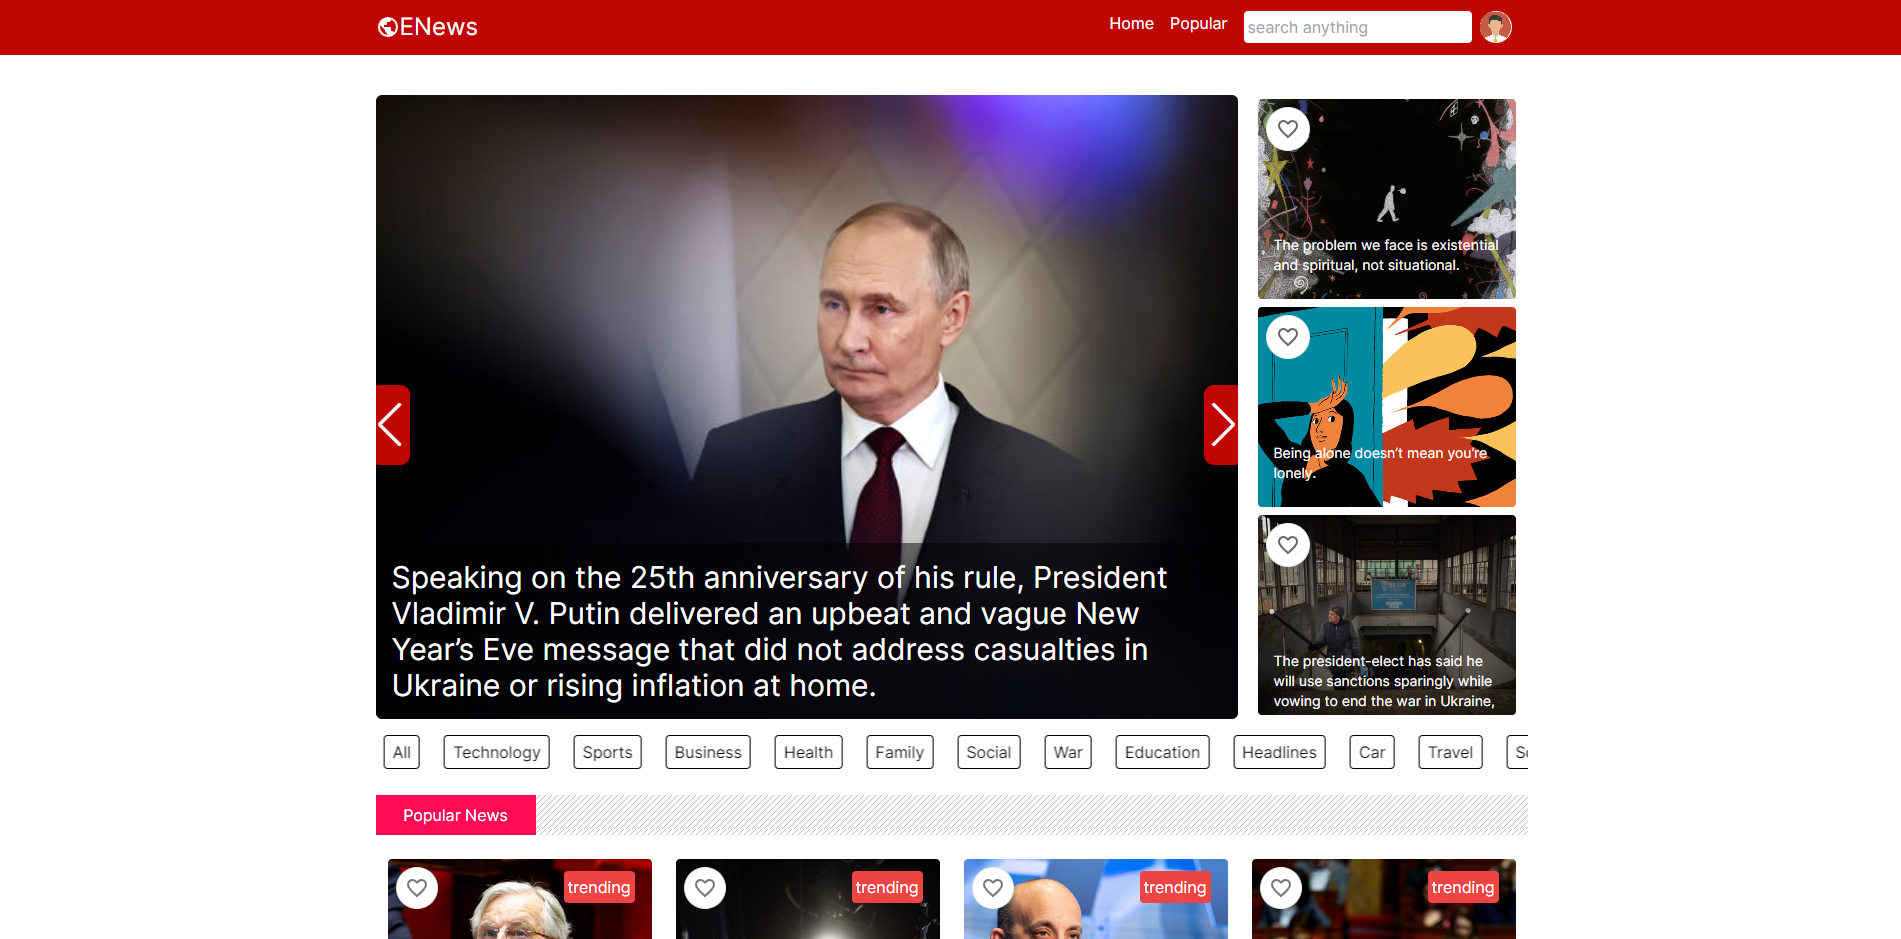 ENews
Home
Popular
search anything
The problem we face is existential
and spiritual, not situational.
Being alone doesn’t mean you’re
lonely.
Speaking on the 25th anniversary of his rule, President
Vladimir V. Putin delivered an upbeat and vague New
Year’s Eve message that did not address casualties in
Ukraine or rising inflation at home.
The president-elect has said he
will use sanctions sparingly while
vowing to end the war in Ukraine,
All
Technology
Sports
Business
Health
Family
Social
War
Education
Headlines
Car
Travel
Popular News
trending
trending
trending
trending